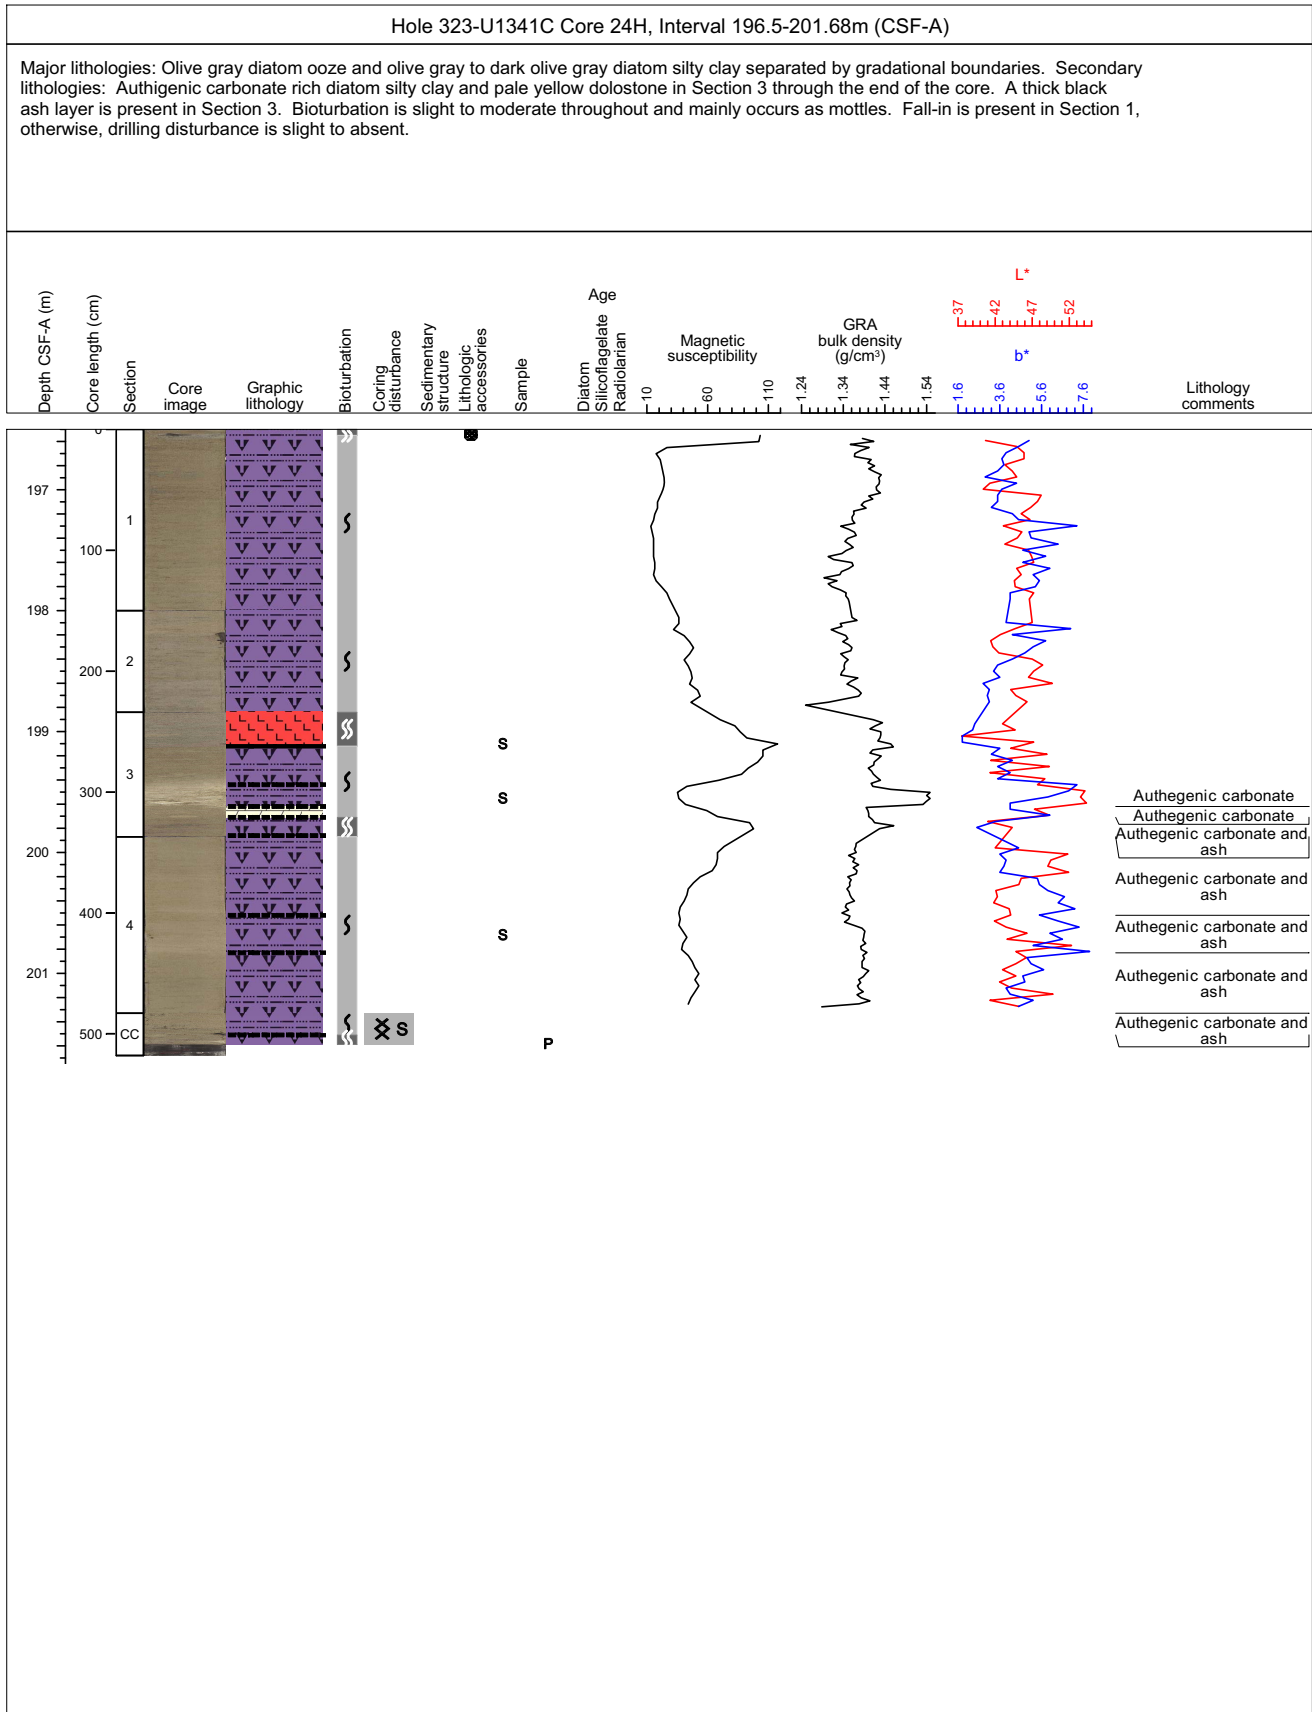 Hole 323-U1341C Core 24H, Interval 196.5-201.68m (CSF-A)
Major lithologies: Olive gray diatom ooze and olive gray to dark olive gray diatom silty clay separated by gradational boundaries. Secondary
lithologies: Authigenic carbonate rich diatom silty clay and pale yellow dolostone in Section 3 through the end of the core. A thick black
ash layer is present in Section 3. Bioturbation is slight to moderate throughout and mainly occurs as mottles. Fall-in is present in Section 1,
otherwise, drilling disturbance is slight to absent.
Depth CSF-A (m)
Core length (cm)
Section
Core
image
Graphic
lithology
Bioturbation
Coring
disturbance
Sedimentary
structure
Lithologic
accessories
Sample
Age
Diatom
Silicoflagelate
Radiolarian
Magnetic
susceptibility
10 60 110
GRA
bulk density
(g/cm³)
1.24 1.34 1.44 1.54
L*
37 42 47 52
b*
1.6 3.6 5.6 7.6
Lithology
comments
0
197
1
100
198
2
200
199
S
3
300
S
Authegenic carbonate
Authegenic carbonate
Authegenic carbonate and
ash
200
Authegenic carbonate and
ash
400
4
Authegenic carbonate and
ash
S
201
Authegenic carbonate and
ash
500
CC
S
Authegenic carbonate and
ash
P